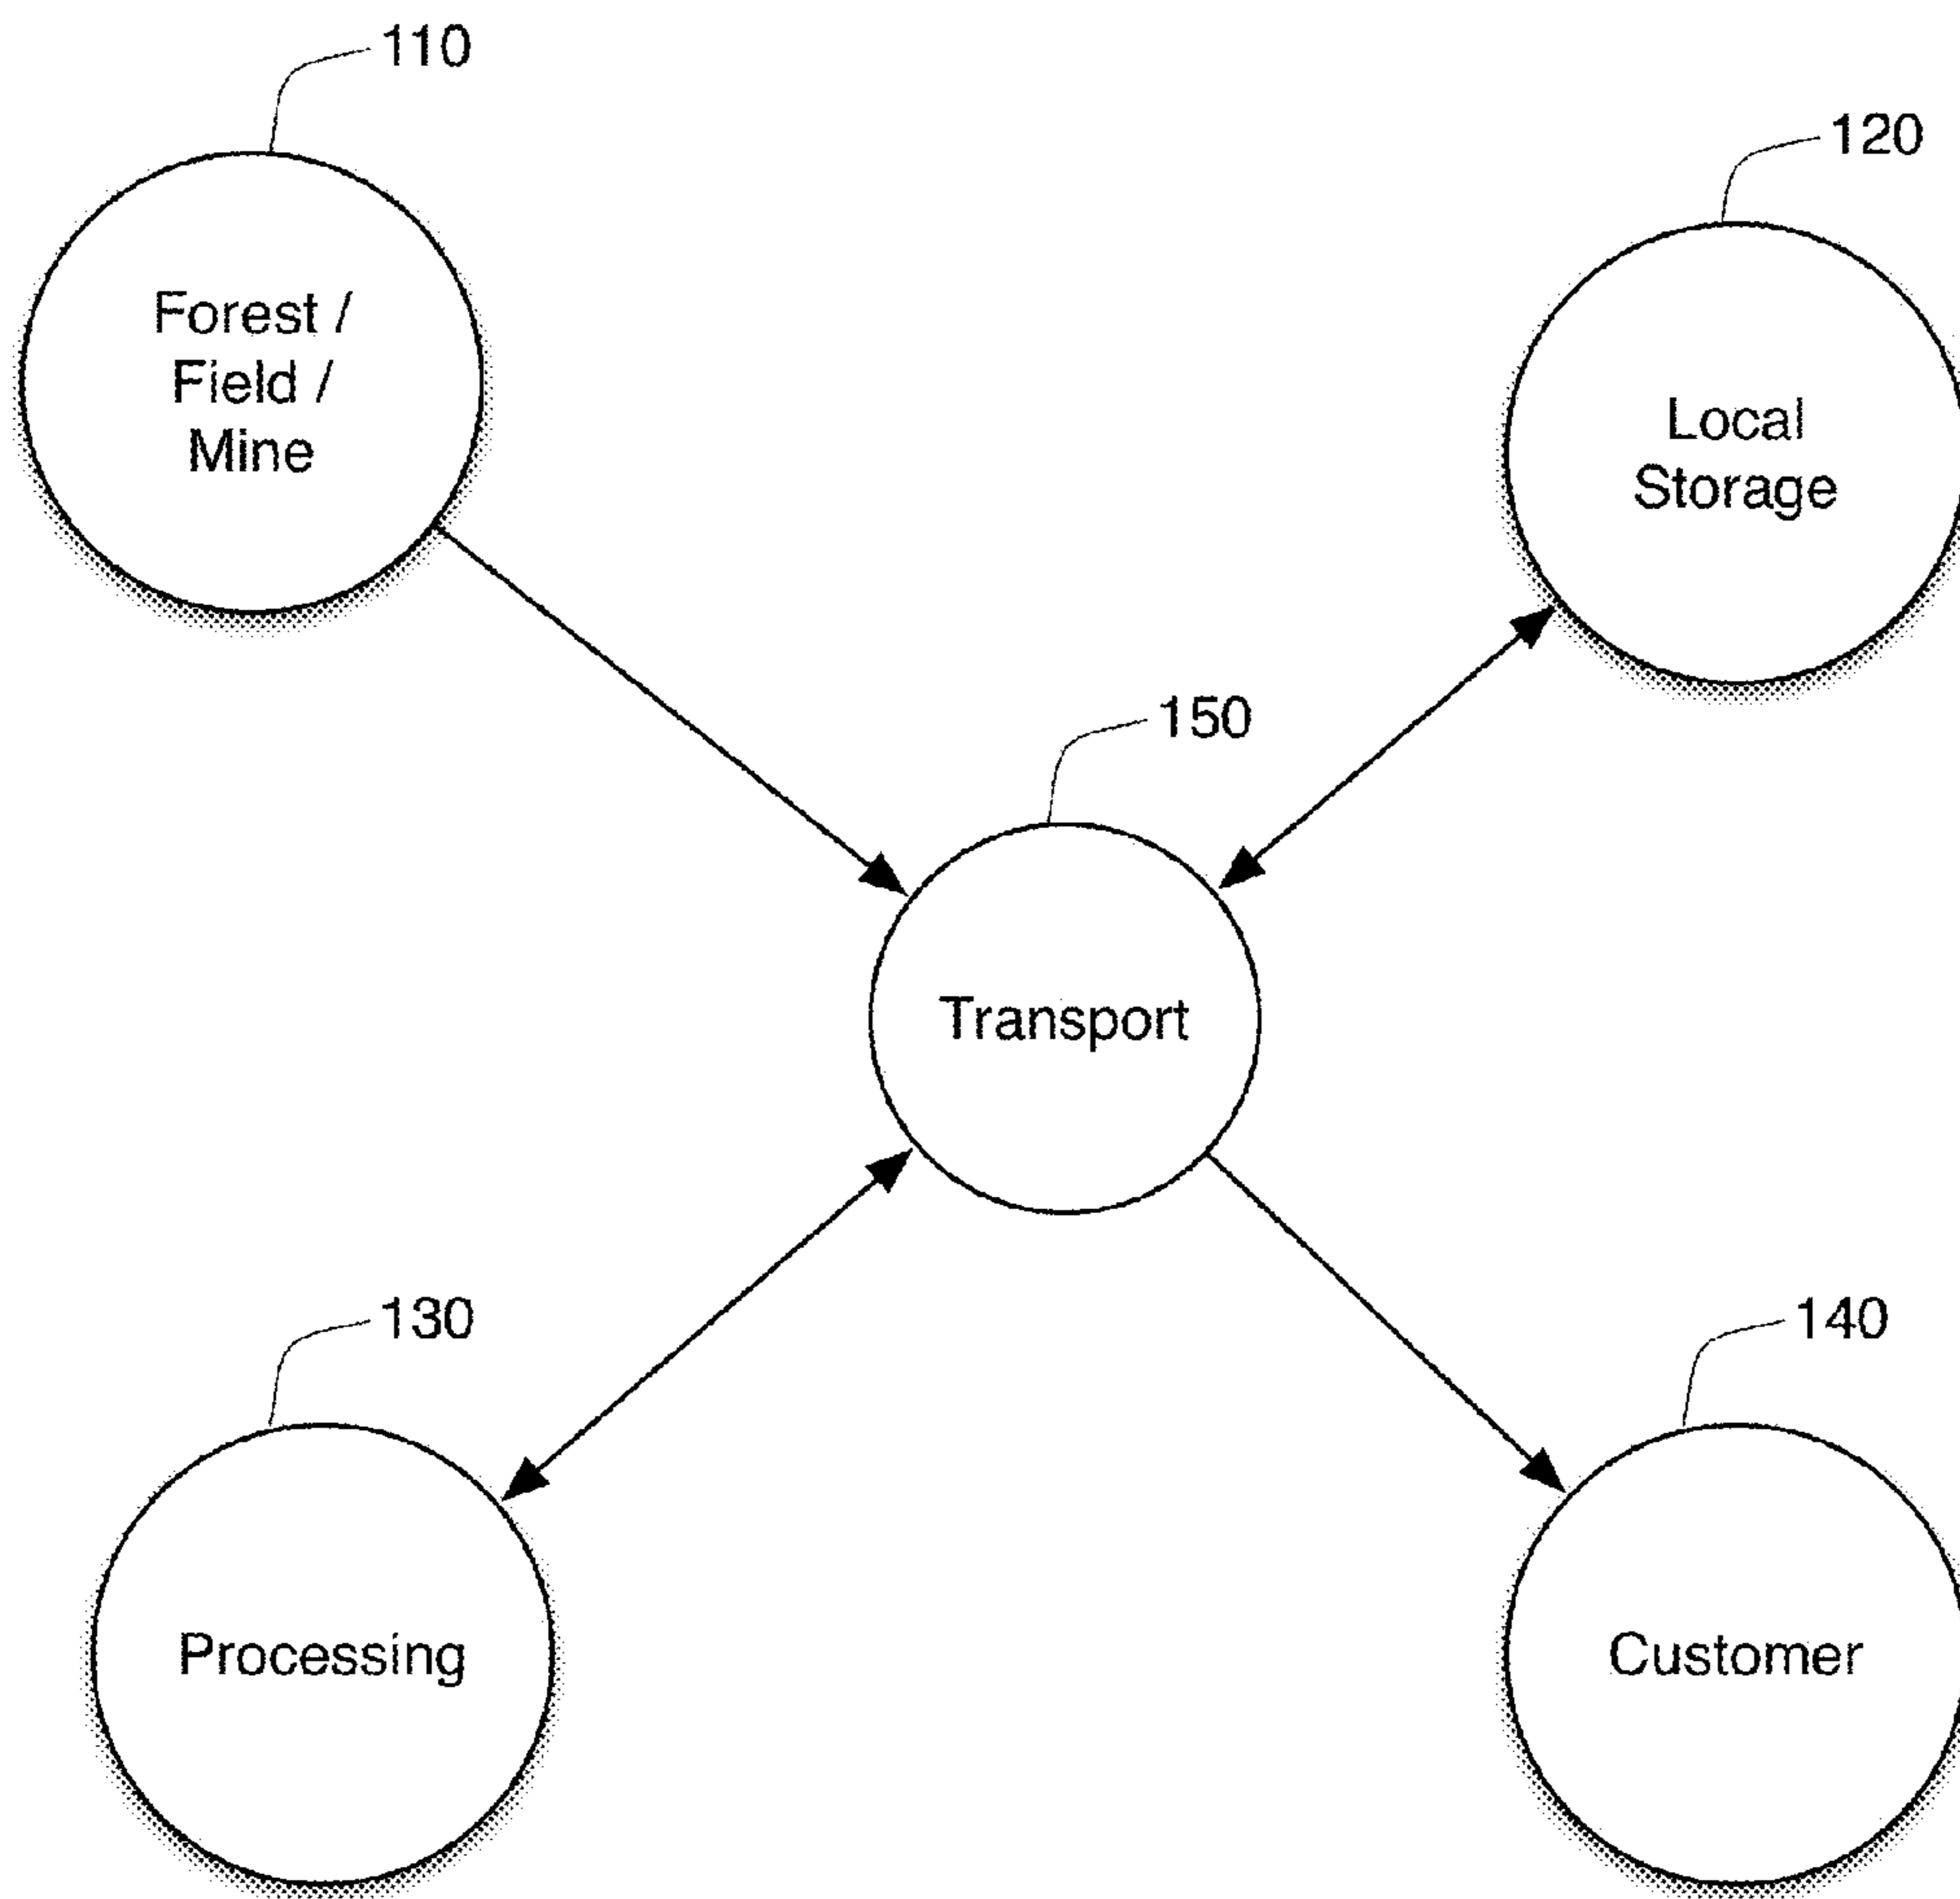 110
120
Forest /
Field /
Mine
Local
Storage
150
Transport
130
140
Processing
Customer